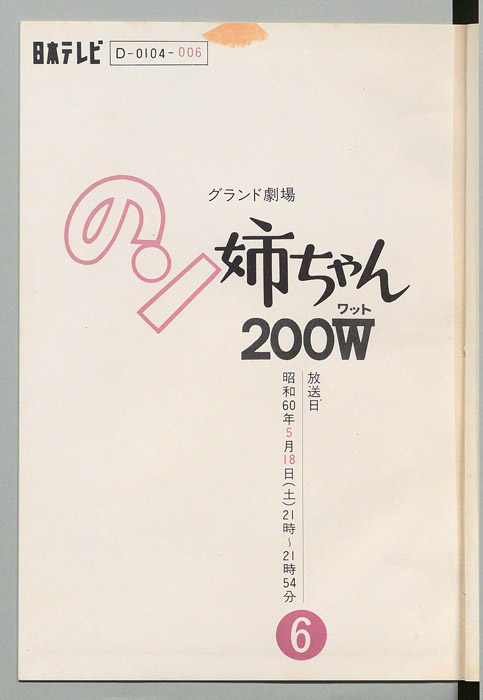 日本テレビ
D-0104-006
グランド劇場
姉ちゃん
ワット
200W
の!
放送日
昭和60年5月18日(土)21時〜21時54分
6